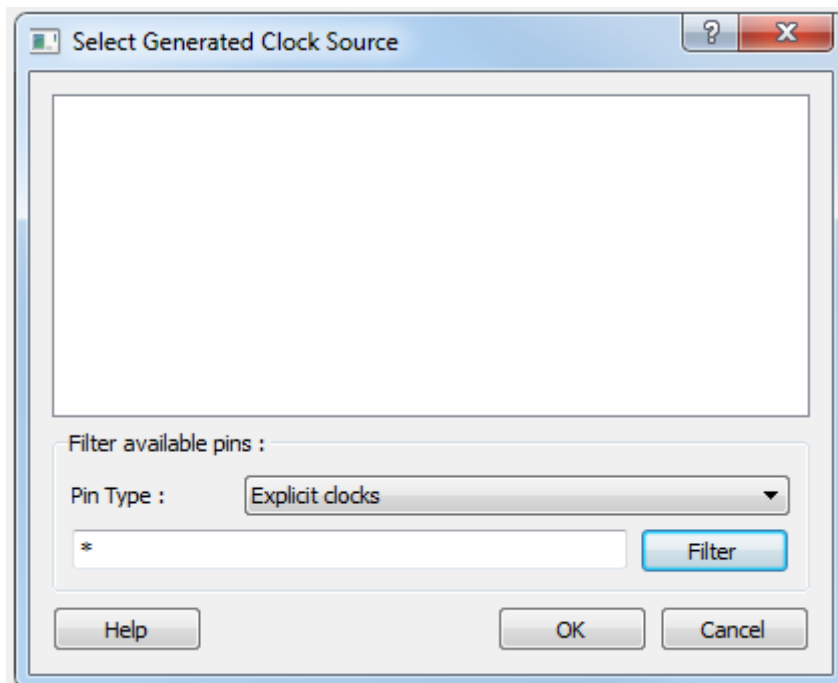 Select Generated Clock Source
?
Filter available pins :
Pin Type :
Explicit clocks
*
Filter
Help
OK
Cancel